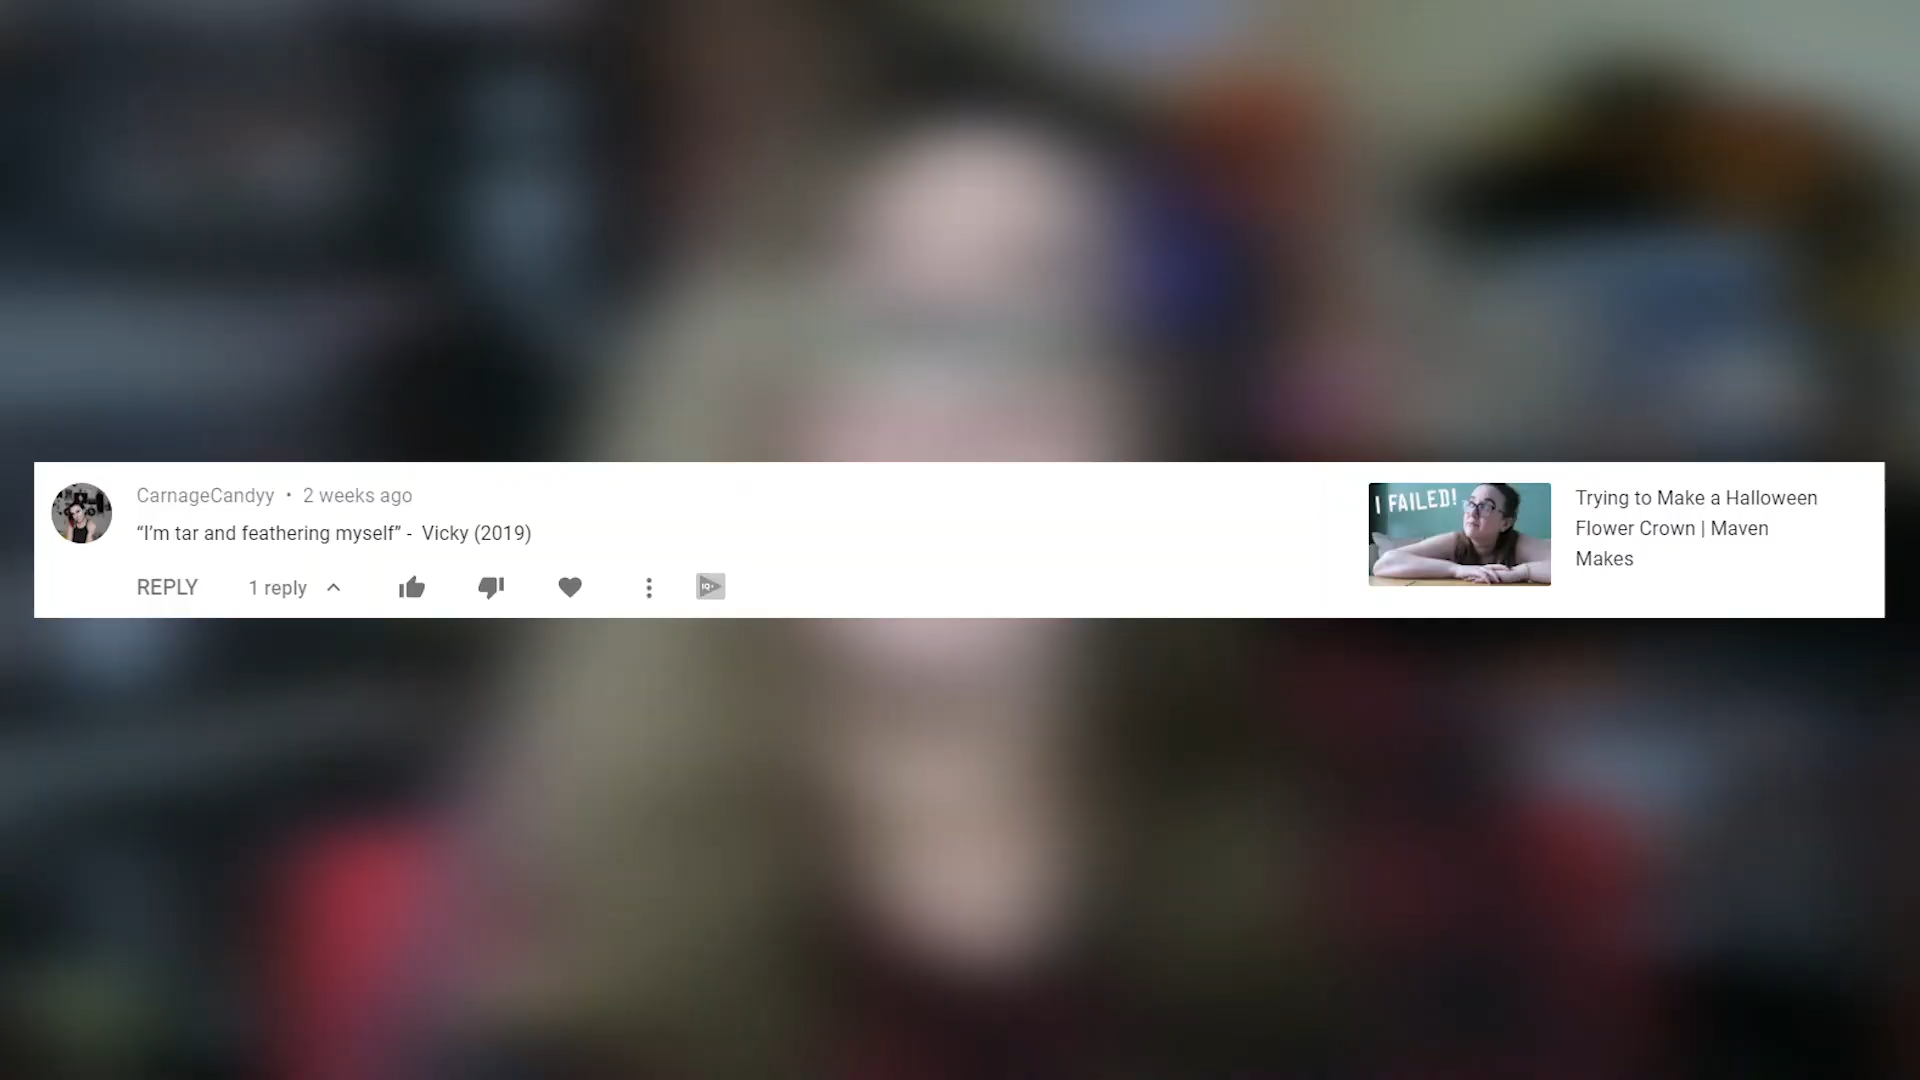 CarnageCandyy • 2 weeks ago
“I’m tar and feathering myself” - Vicky (2019)
REPLY 1 reply
I FAILED!
Trying to Make a Halloween
Flower Crown | Maven
Makes